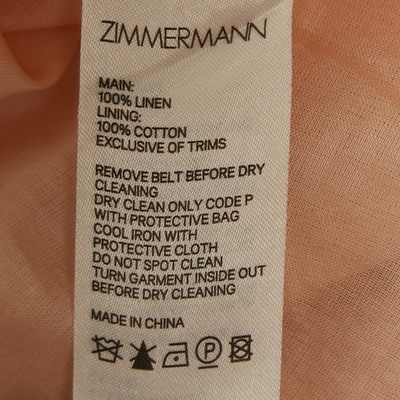 ZIMMERMANN
MAIN:
100% LINEN
LINING:
100% COTTON
EXCLUSIVE OF TRIMS
REMOVE BELT BEFORE DRY
CLEANING
DRY CLEAN ONLY CODE P
WITH PROTECTIVE BAG
COOL IRON WITH
PROTECTIVE CLOTH
DO NOT SPOT CLEAN
TURN GARMENT INSIDE OUT
BEFORE DRY CLEANING
MADE IN CHINA
P